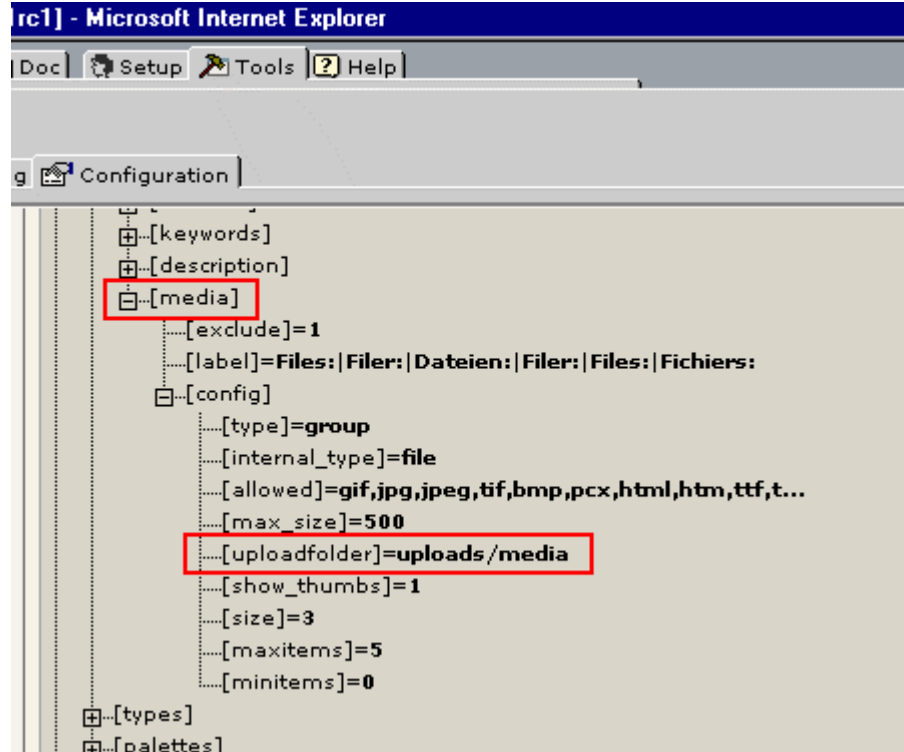 rc1] - Microsoft Internet Explorer
Doc Setup Tools Help
g Configuration
[keywords]
[description]
[media]
[exclude]=1
[label]=Files:|Filer:|Dateien:|Filer:|Files:|Fichiers:
[config]
[type]=group
[internal_type]=file
[allowed]=gif,jpg,jpeg,tif,bmp,pcx,html,htm,ttf,t...
[max_size]=500
[uploadfolder]=uploads/media
[show_thumbs]=1
[size]=3
[maxitems]=5
[minitems]=0
[types]
[palettes]